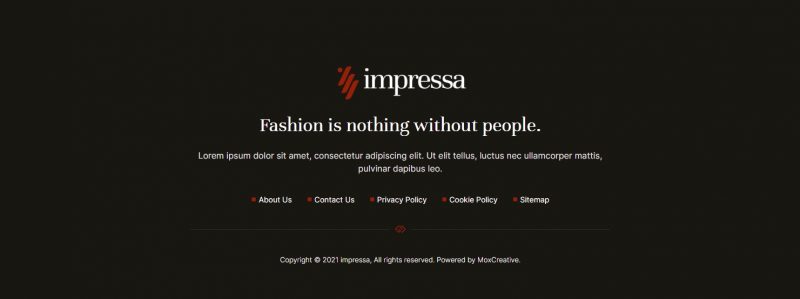 impressa
Fashion is nothing without people.
Lorem ipsum dolor sit amet, consectetur adipiscing elit. Ut elit tellus, luctus nec ullamcorper mattis,
pulvinar dapibus leo.
About Us Contact Us Privacy Policy Cookie Policy Sitemap
Copyright © 2021 impressa, All rights reserved. Powered by MoxCreative.